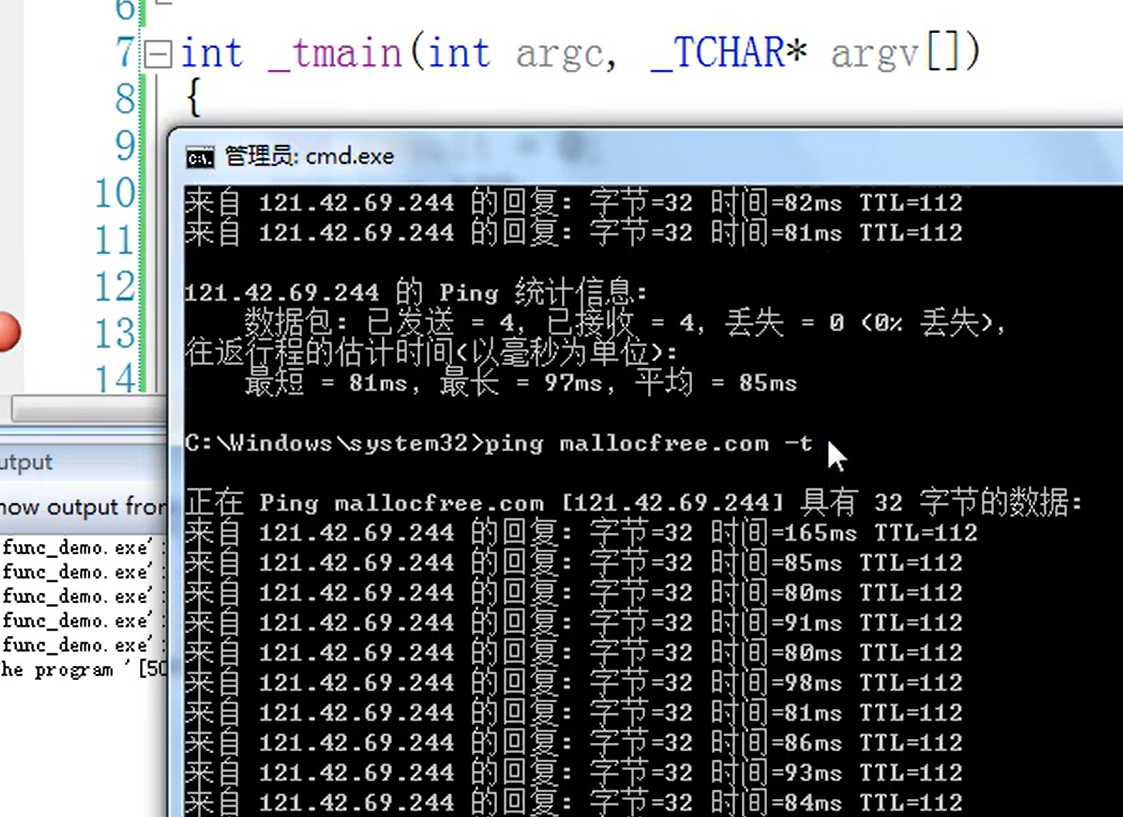 6
7 int _tmain(int argc, _TCHAR* argv[])
8 {
9
10
11
12
13
14
管理员: cmd.exe
来自 121.42.69.244 的回复: 字节=32 时间=82ms TTL=112
来自 121.42.69.244 的回复: 字节=32 时间=81ms TTL=112
121.42.69.244 的 Ping 统计信息:
数据包: 已发送 = 4, 已接收 = 4, 丢失 = 0 (0% 丢失),
往返行程的估计时间(以毫秒为单位):
最短 = 81ms, 最长 = 97ms, 平均 = 85ms
C:\Windows\system32>ping mallocfree.com -t
正在 Ping mallocfree.com [121.42.69.244] 具有 32 字节的数据:
来自 121.42.69.244 的回复: 字节=32 时间=165ms TTL=112
来自 121.42.69.244 的回复: 字节=32 时间=85ms TTL=112
来自 121.42.69.244 的回复: 字节=32 时间=80ms TTL=112
来自 121.42.69.244 的回复: 字节=32 时间=91ms TTL=112
来自 121.42.69.244 的回复: 字节=32 时间=80ms TTL=112
来自 121.42.69.244 的回复: 字节=32 时间=98ms TTL=112
来自 121.42.69.244 的回复: 字节=32 时间=81ms TTL=112
来自 121.42.69.244 的回复: 字节=32 时间=86ms TTL=112
来自 121.42.69.244 的回复: 字节=32 时间=93ms TTL=112
来自 121.42.69.244 的回复: 字节=32 时间=84ms TTL=112
utput
how output from
func_demo.exe':
func_demo.exe':
func_demo.exe':
func_demo.exe':
func_demo.exe':
he program '[50